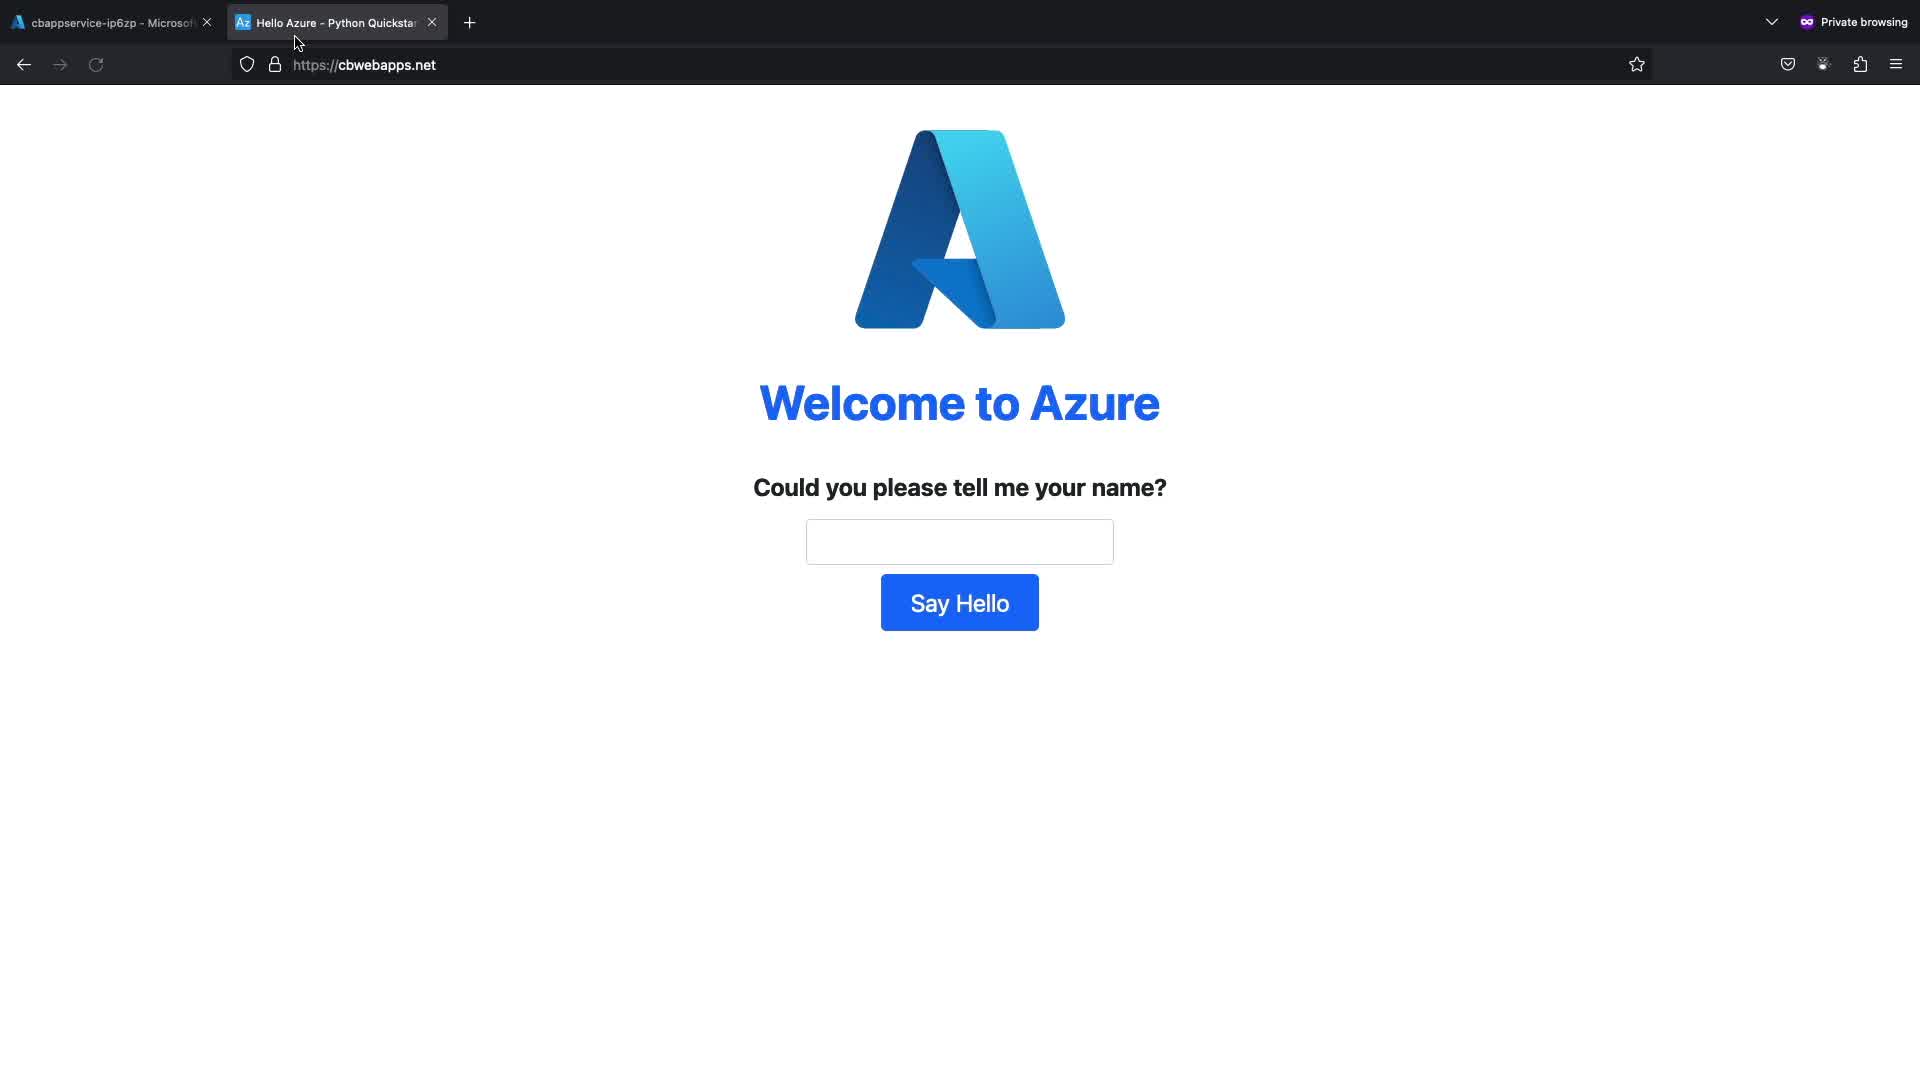 cbappservice-ip6zp - Microsof
Az Hello Azure - Python Quickstar
Private browsing
https://cbwebapps.net
Welcome to Azure
Could you please tell me your name?
Say Hello